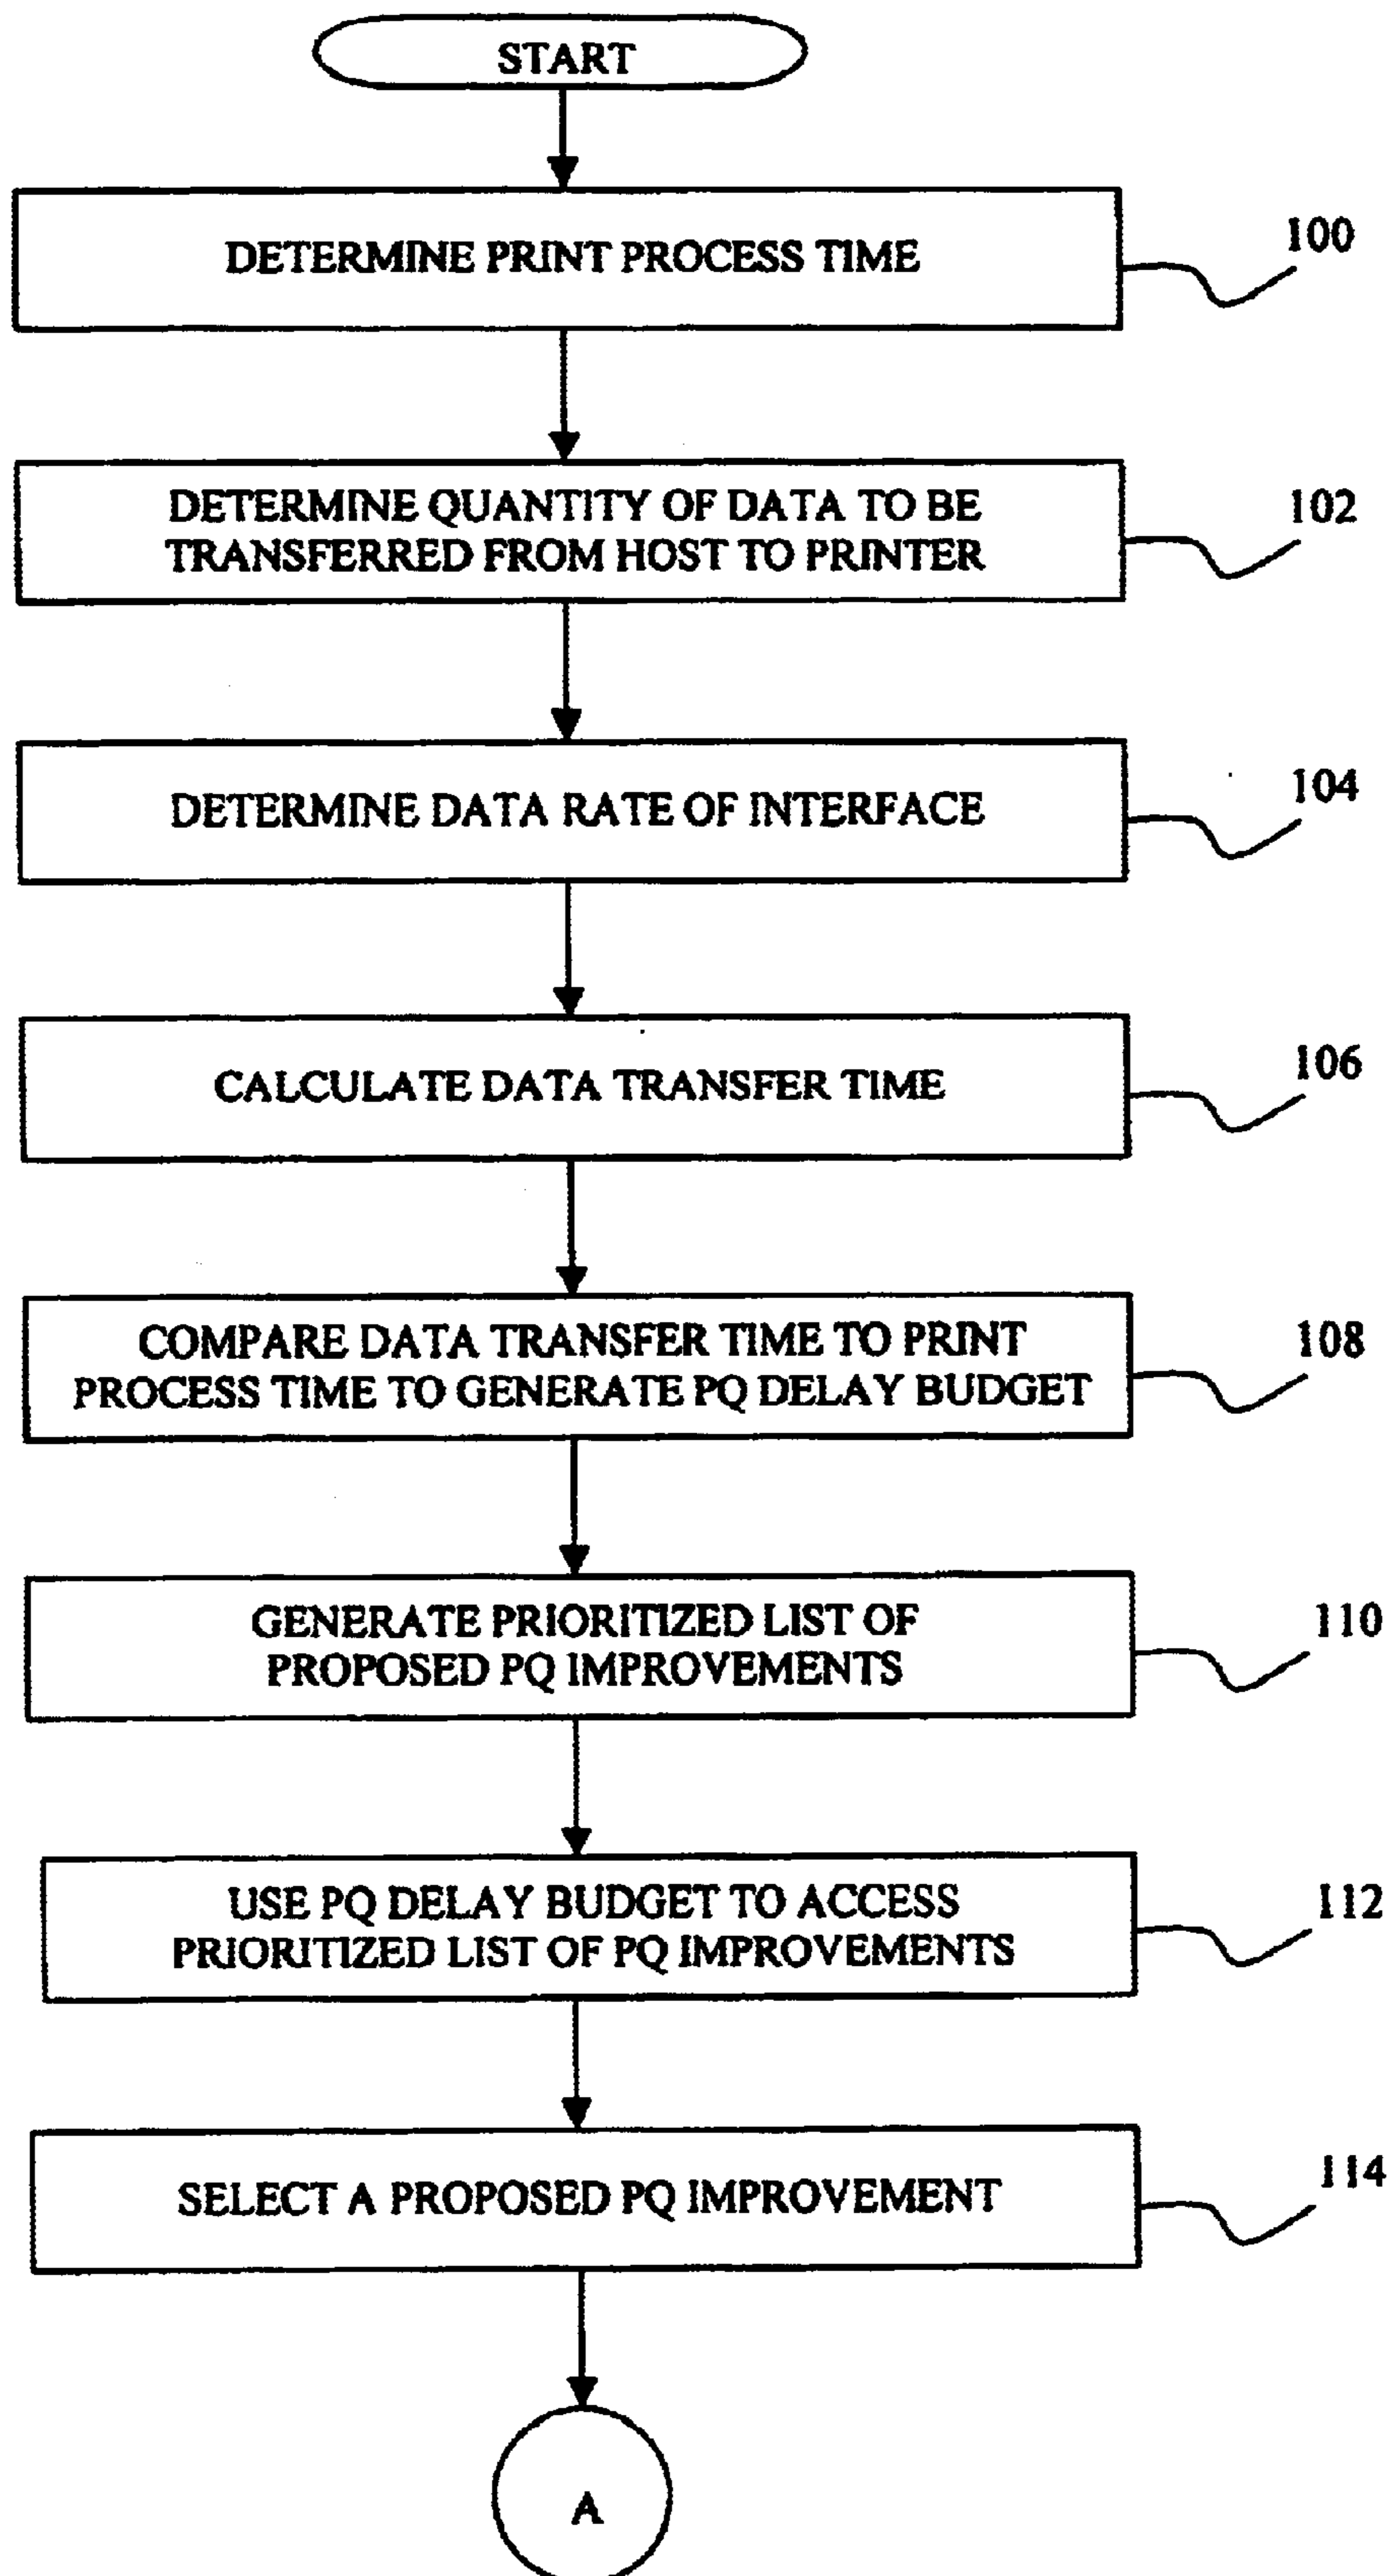 START
DETERMINE PRINT PROCESS TIME
100
DETERMINE QUANTITY OF DATA TO BE
TRANSFERRED FROM HOST TO PRINTER
102
DETERMINE DATA RATE OF INTERFACE
104
CALCULATE DATA TRANSFER TIME
106
COMPARE DATA TRANSFER TIME TO PRINT
PROCESS TIME TO GENERATE PQ DELAY BUDGET
108
GENERATE PRIORITIZED LIST OF
PROPOSED PQ IMPROVEMENTS
110
USE PQ DELAY BUDGET TO ACCESS
PRIORITIZED LIST OF PQ IMPROVEMENTS
112
SELECT A PROPOSED PQ IMPROVEMENT
114
A